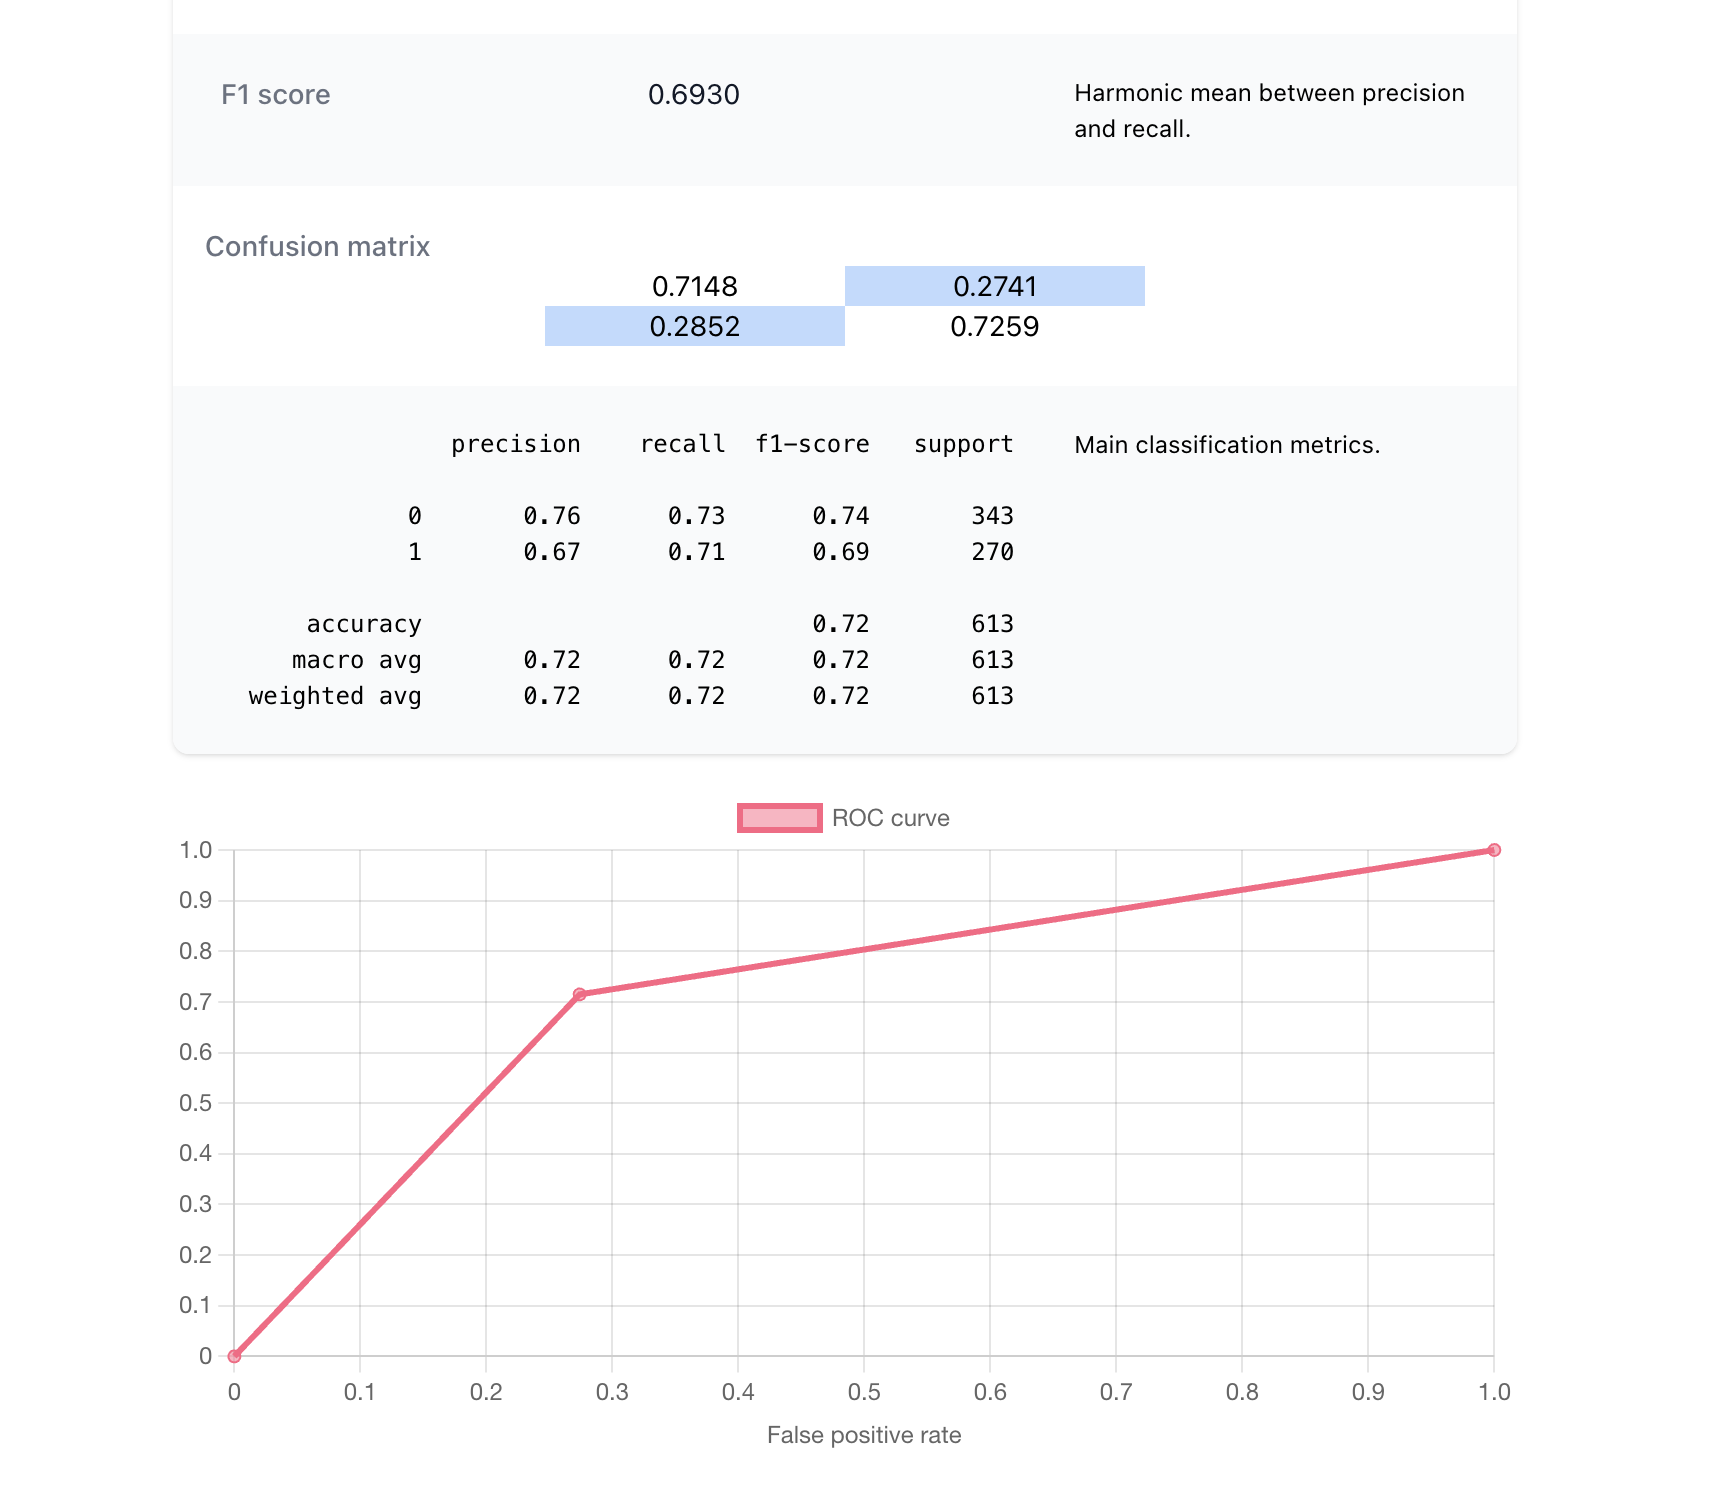 F1 score 0.6930 Harmonic mean between precision
and recall.
Confusion matrix
0.7148 0.2741
0.2852 0.7259
precision recall f1-score support Main classification metrics.
0 0.76 0.73 0.74 343
1 0.67 0.71 0.69 270
accuracy 0.72 613
macro avg 0.72 0.72 0.72 613
weighted avg 0.72 0.72 0.72 613
ROC curve
1.0
0.9
0.8
0.7
0.6
0.5
0.4
0.3
0.2
0.1
0
0 0.1 0.2 0.3 0.4 0.5 0.6 0.7 0.8 0.9 1.0
False positive rate